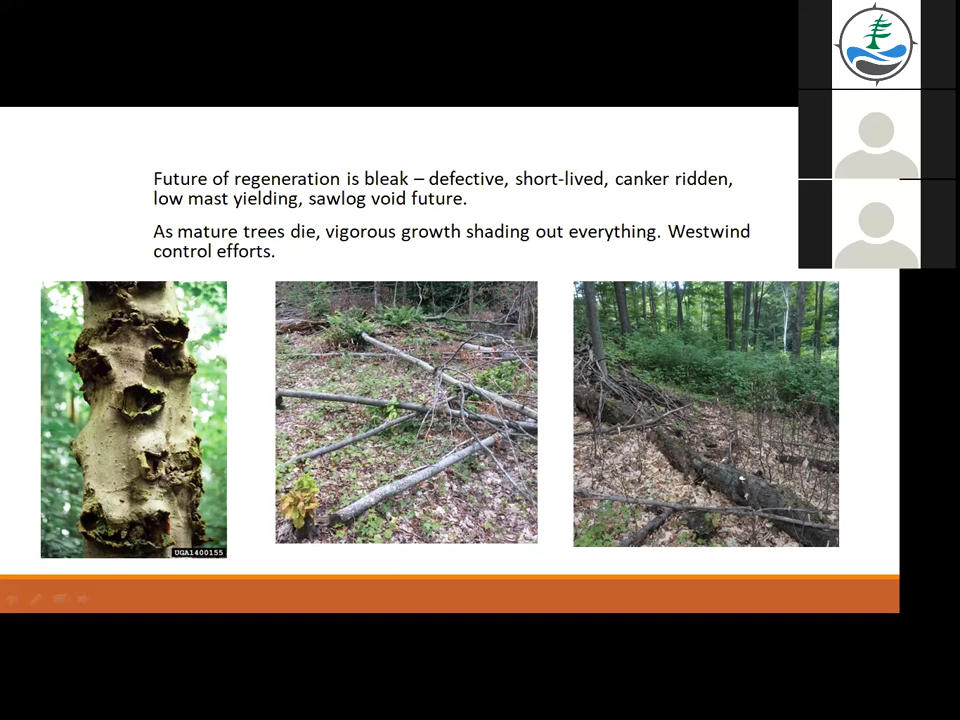 Future of regeneration is bleak – defective, short-lived, canker ridden,
low mast yielding, sawlog void future.
As mature trees die, vigorous growth shading out everything. Westwind
control efforts.
UGA1400155